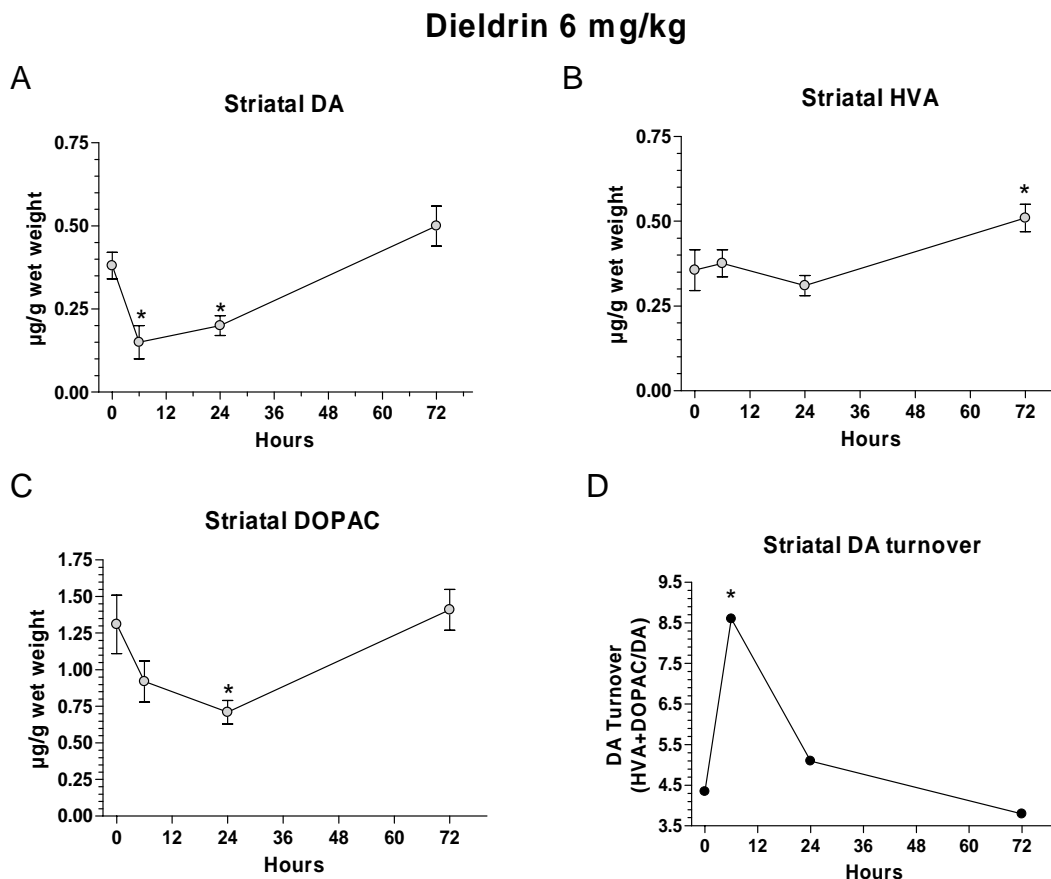 Dieldrin 6 mg/kg
A
Striatal DA
0.75
0.50
0.25
0.00
µg/g wet weight
*
*
0 12 24 36 48 60 72
Hours
B
Striatal HVA
0.75
0.50
0.25
0.00
µg/g wet weight
*
0 12 24 36 48 60 72
Hours
C
Striatal DOPAC
1.75
1.50
1.25
1.00
0.75
0.50
0.25
0.00
µg/g wet weight
*
0 12 24 36 48 60 72
Hours
D
Striatal DA turnover
9.5
8.5
7.5
6.5
5.5
4.5
3.5
DA Turnover
(HVA+DOPAC/DA)
*
0 12 24 36 48 60 72
Hours